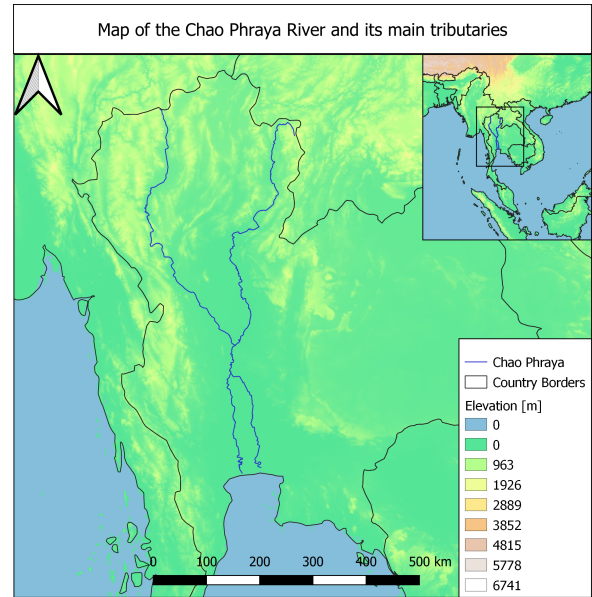 Map of the Chao Phraya River and its main tributaries
Chao Phraya
Country Borders
Elevation [m]
0
0
963
1926
2889
3852
4815
5778
6741
0 100 200 300 400 500 km